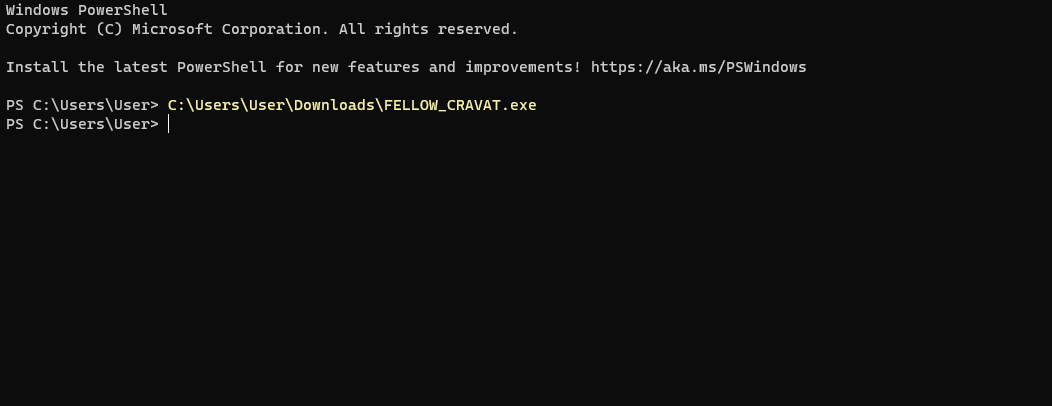 Windows PowerShell
Copyright (C) Microsoft Corporation. All rights reserved.
Install the latest PowerShell for new features and improvements! https://aka.ms/PSWindows
PS C:\Users\User> C:\Users\User\Downloads\FELLOW_CRAVAT.exe
PS C:\Users\User>